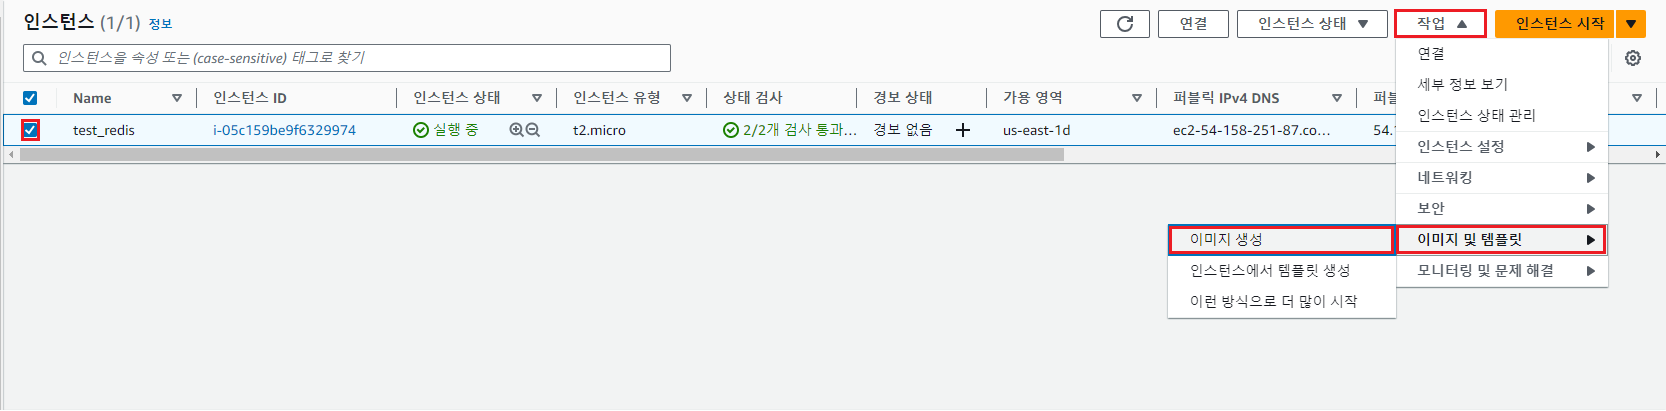 인스턴스 (1/1) 정보
연결 인스턴스 상태 작업 인스턴스 시작
인스턴스을 속성 또는 (case-sensitive) 태그로 찾기
Name 인스턴스 ID 인스턴스 상태 인스턴스 유형 상태 검사 경보 상태 가용 영역 퍼블릭 IPv4 DNS
test_redis i-05c159be9f6329974 실행 중 t2.micro 2/2개 검사 통과... 경보 없음 us-east-1d ec2-54-158-251-87.co... 54.
연결
세부 정보 보기
인스턴스 상태 관리
인스턴스 설정
네트워킹
보안
이미지 및 템플릿
모니터링 및 문제 해결
이미지 생성
인스턴스에서 템플릿 생성
이런 방식으로 더 많이 시작